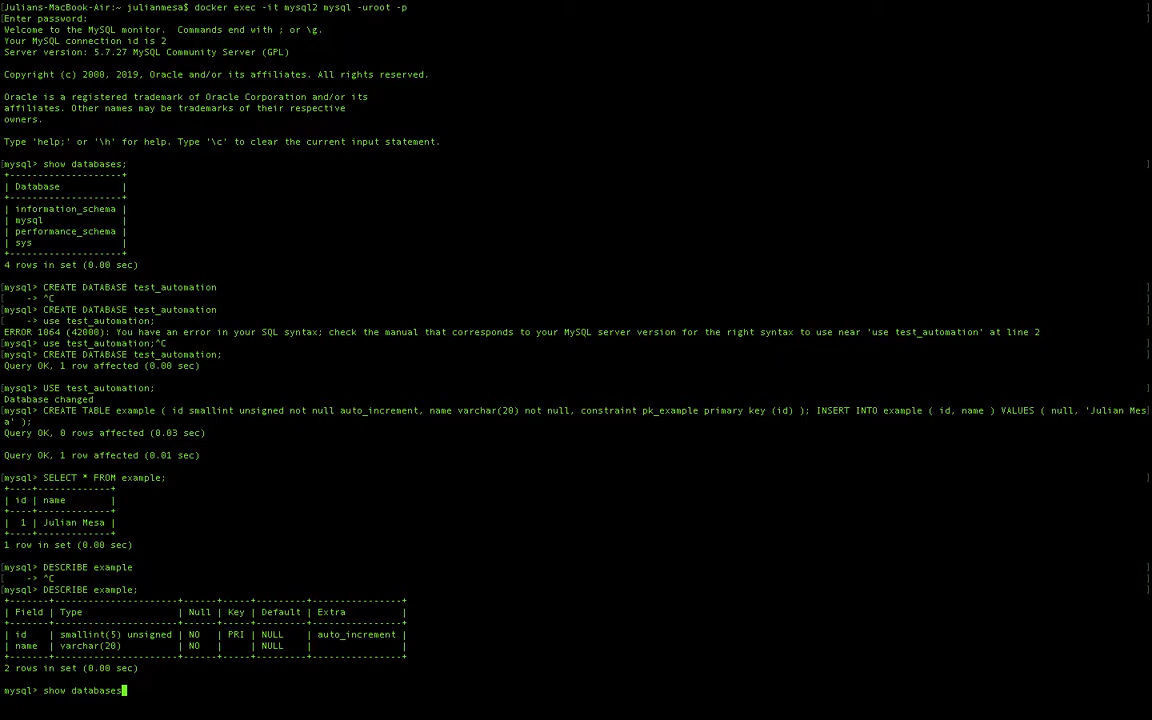 [Julians-MacBook-Air:~ julianmesa$ docker exec -it mysql2 mysql -uroot -p ]
[Enter password: ]
Welcome to the MySQL monitor.  Commands end with ; or \g.
Your MySQL connection id is 2
Server version: 5.7.27 MySQL Community Server (GPL)
Copyright (c) 2000, 2019, Oracle and/or its affiliates. All rights reserved.
Oracle is a registered trademark of Oracle Corporation and/or its
affiliates. Other names may be trademarks of their respective
owners.
Type 'help;' or '\h' for help. Type '\c' to clear the current input statement.
[mysql> show databases; ]
+--------------------+
| Database           |
+--------------------+
| information_schema |
| mysql              |
| performance_schema |
| sys                |
+--------------------+
4 rows in set (0.00 sec)
[mysql> CREATE DATABASE test_automation ]
[    -> ^C ]
[mysql> CREATE DATABASE test_automation ]
[    -> use test_automation; ]
ERROR 1064 (42000): You have an error in your SQL syntax; check the manual that corresponds to your MySQL server version for the right syntax to use near 'use test_automation' at line 2
[mysql> use test_automation;^C ]
[mysql> CREATE DATABASE test_automation; ]
Query OK, 1 row affected (0.00 sec)
[mysql> USE test_automation; ]
Database changed
[mysql> CREATE TABLE example ( id smallint unsigned not null auto_increment, name varchar(20) not null, constraint pk_example primary key (id) ); INSERT INTO example ( id, name ) VALUES ( null, 'Julian Mes]
a' ); ]
Query OK, 0 rows affected (0.03 sec)
Query OK, 1 row affected (0.01 sec)
[mysql> SELECT * FROM example; ]
+----+-------------+
| id | name        |
+----+-------------+
|  1 | Julian Mesa |
+----+-------------+
1 row in set (0.00 sec)
[mysql> DESCRIBE example ]
[    -> ^C ]
[mysql> DESCRIBE example; ]
+-------+----------------------+------+-----+---------+----------------+
| Field | Type                 | Null | Key | Default | Extra          |
+-------+----------------------+------+-----+---------+----------------+
| id    | smallint(5) unsigned | NO   | PRI | NULL    | auto_increment |
| name  | varchar(20)          | NO   |     | NULL    |                |
+-------+----------------------+------+-----+---------+----------------+
2 rows in set (0.00 sec)
mysql> show databases